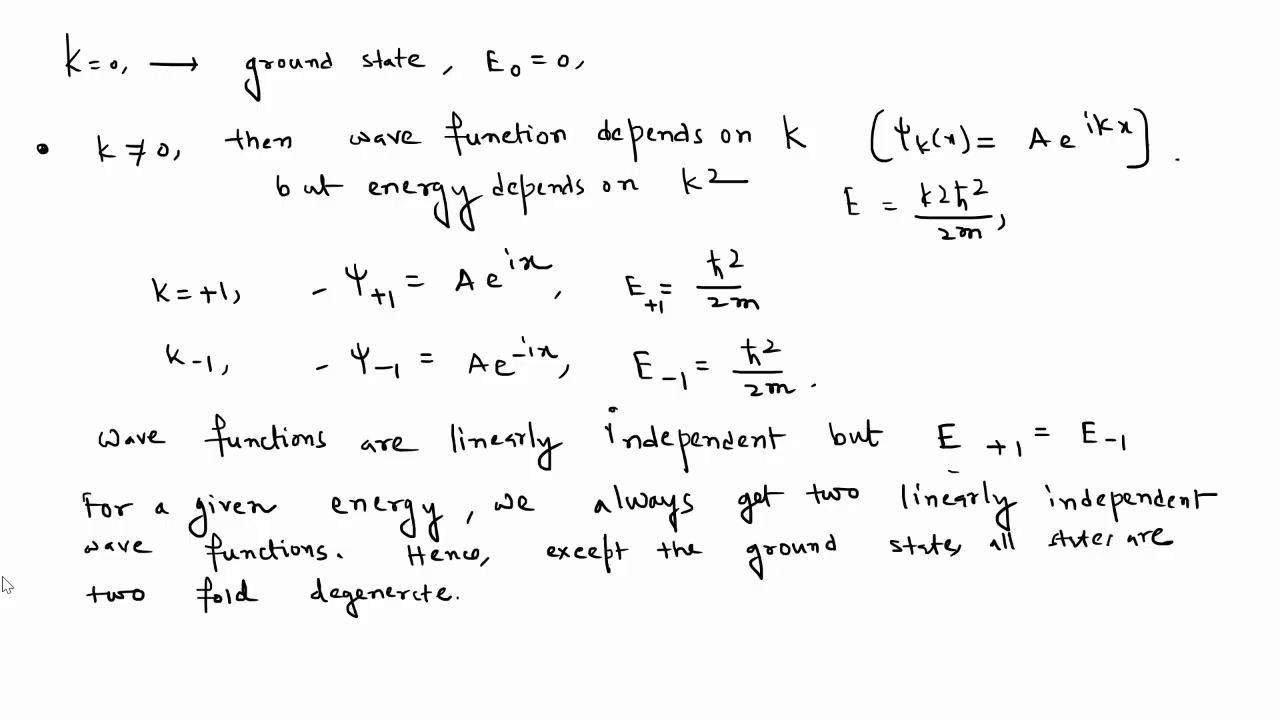 k=0, ⟶ ground state, E₀ = 0,
• k ≠ 0, then wave function depends on k [Ψₖ(x) = A e^{ikx}].
but energy depends on k²
E = k²ħ²/2m,
k=+1, - Ψ₊₁ = A e^{ix}, E₊₁ = ħ²/2m
k-1, - Ψ₋₁ = A e^{-ix}, E₋₁ = ħ²/2m.
wave functions are linearly independent but E₊₁ = E₋₁
For a given energy, we always get two linearly independent
wave functions. Hence, except the ground state, all states are
two fold degenerate.